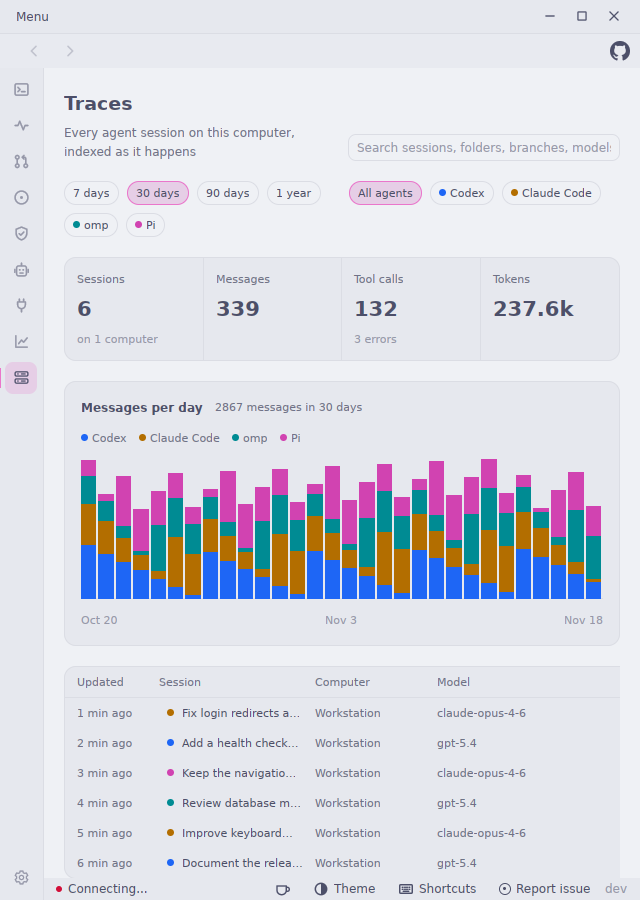 Menu
Traces
Every agent session on this computer,
indexed as it happens
Search sessions, folders, branches, models
7 days
30 days
90 days
1 year
All agents
Codex
Claude Code
omp
Pi
Sessions
Messages
Tool calls
Tokens
6
339
132
237.6k
on 1 computer
3 errors
Messages per day
2867 messages in 30 days
Codex
Claude Code
omp
Pi
Oct 20
Nov 3
Nov 18
Updated
Session
Computer
Model
1 min ago
Fix login redirects a…
Workstation
claude-opus-4-6
2 min ago
Add a health check…
Workstation
gpt-5.4
3 min ago
Keep the navigatio…
Workstation
claude-opus-4-6
4 min ago
Review database m…
Workstation
gpt-5.4
5 min ago
Improve keyboard…
Workstation
claude-opus-4-6
6 min ago
Document the relea…
Workstation
gpt-5.4
Connecting...
Theme
Shortcuts
Report issue
dev